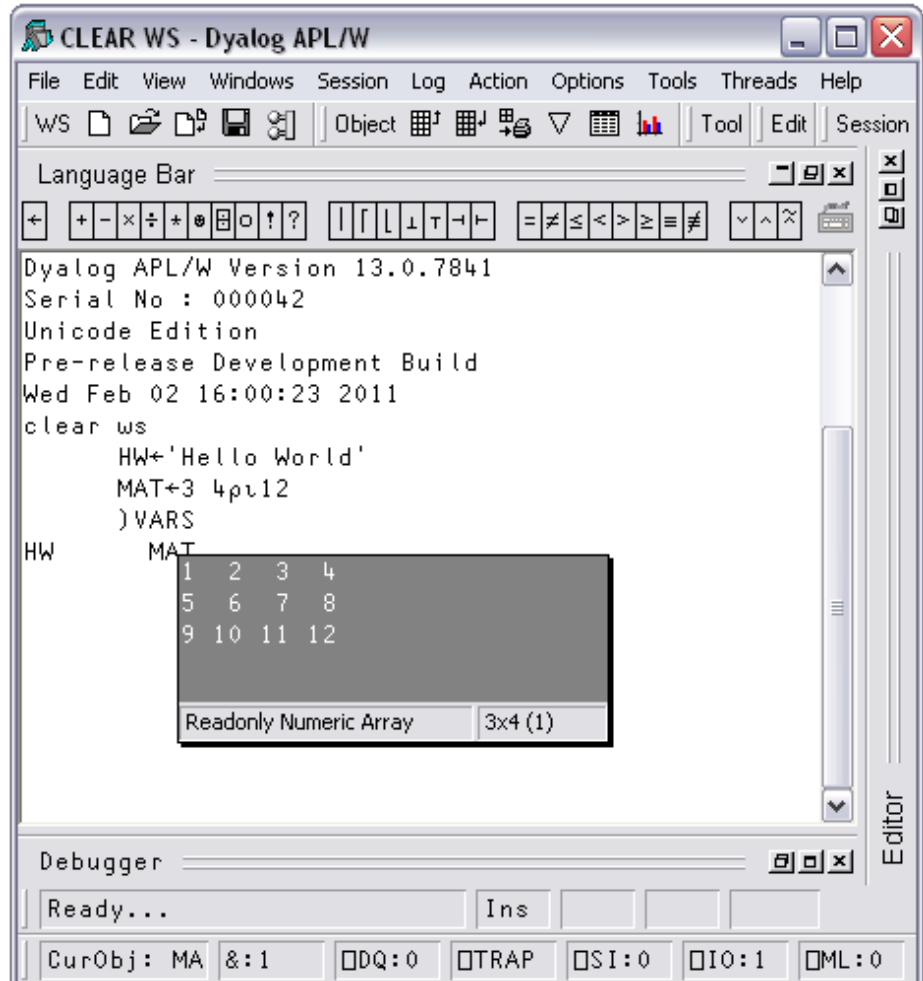 CLEAR WS - Dyalog APL/W
File Edit View Windows Session Log Action Options Tools Threads Help
WS Object Tool Edit Session
Language Bar
← + - × ÷ * ⍟ ⌹ ○ ! ? | ⌈ ⌊ ⊥ ⊤ ⊣ ⊢ = ≠ ≤ < > ≥ ≡ ≢ ∨ ∧ ⍲
Dyalog APL/W Version 13.0.7841
Serial No : 000042
Unicode Edition
Pre-release Development Build
Wed Feb 02 16:00:23 2011
clear ws
HW←'Hello World'
MAT←3 4⍴⍳12
)VARS
HW MAT
1 2 3 4
5 6 7 8
9 10 11 12
Readonly Numeric Array 3x4 (1)
Editor
Debugger
Ready... Ins
CurObj: MA &:1 ⎕DQ:0 ⎕TRAP ⎕SI:0 ⎕IO:1 ⎕ML:0